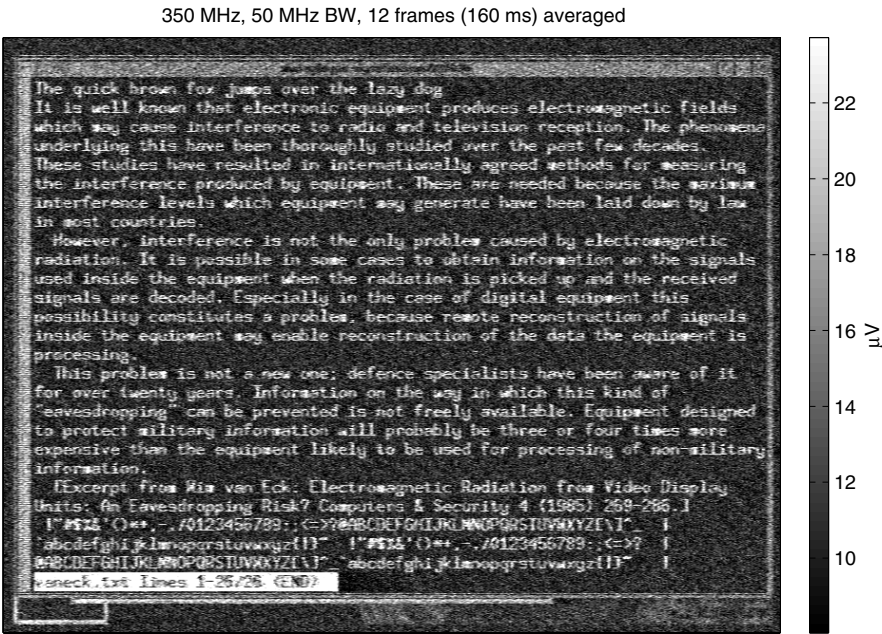 350 MHz, 50 MHz BW, 12 frames (160 ms) averaged
The quick brown fox jumps over the lazy dog
It is well known that electronic equipment produces electromagnetic fields
which may cause interference to radio and television reception. The phenomena
underlying this have been thoroughly studied over the past few decades.
These studies have resulted in internationally agreed methods for measuring
the interference produced by equipment. These are needed because the maximum
interference levels which equipment may generate have been laid down by law
in most countries.
However, interference is not the only problem caused by electromagnetic
radiation. It is possible in some cases to obtain information on the signals
used inside the equipment when the radiation is picked up and the received
signals are decoded. Especially in the case of digital equipment this
possibility constitutes a problem, because remote reconstruction of signals
inside the equipment may enable reconstruction of the data the equipment is
processing.
This problem is not a new one; defence specialists have been aware of it
for over twenty years. Information on the way in which this kind of
"eavesdropping" can be prevented is not freely available. Equipment designed
to protect military information will probably be three or four times more
expensive than the equipment likely to be used for processing of non-military
information.
[Excerpt from Wim van Eck: Electromagnetic Radiation from Video Display
Units: An Eavesdropping Risk? Computers & Security 4 (1985) 269-286.]
!"#$%&'()*+,-./0123456789:;<=>?@ABCDEFGHIJKLMNOPQRSTUVWXYZ[\]^_ |
`abcdefghijklmnopqrstuvwxyz{|}~ !"#$%&'()*+,-./0123456789:;<=>? |
@ABCDEFGHIJKLMNOPQRSTUVWXYZ[\]^_ `abcdefghijklmnopqrstuvwxyz{|}~ |
vaneck.txt lines 1-26/26 (END)
22
20
18
16
14
12
10
µV